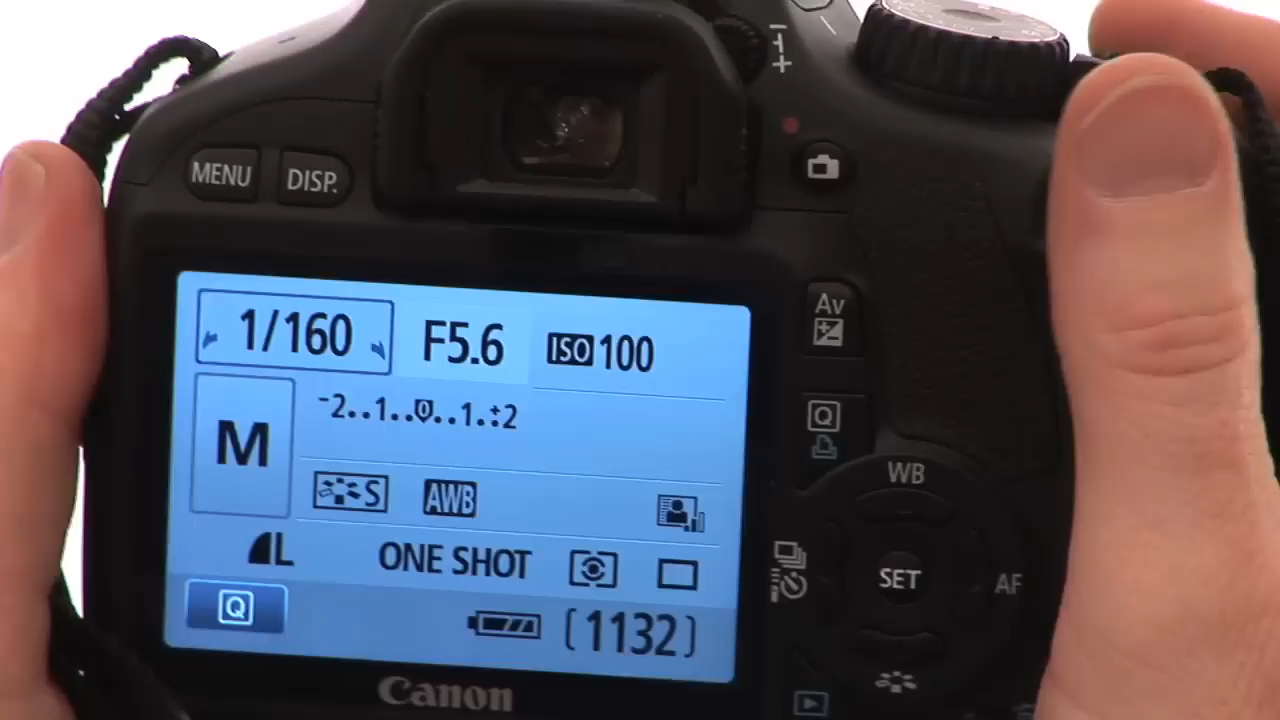 MENU DISP.
1/160 F5.6 ISO 100
Av
M -2..1..0..1.:+2
Q
WB
S AWB
L ONE SHOT
SET AF
Q [1132]
Canon